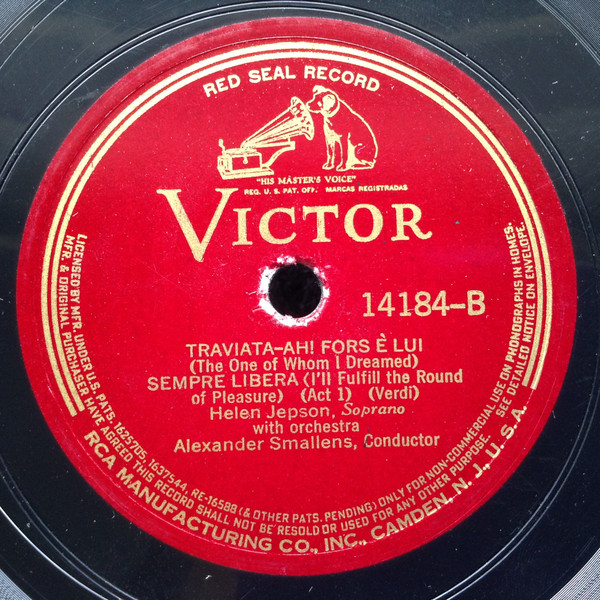 RED SEAL RECORD
"HIS MASTER'S VOICE"
REG. U. S. PAT. OFF. MARCAS REGISTRADAS
VICTOR
14184-B
TRAVIATA-AH! FORS È LUI
(The One of Whom I Dreamed)
SEMPRE LIBERA (I'll Fulfill the Round
of Pleasure) (Act 1) (Verdi)
Helen Jepson, Soprano
with orchestra
Alexander Smallens, Conductor
LICENSED BY MFR. UNDER U.S. PATS. 1625705, 1637544, RE-16588 (& OTHER PATS. PENDING) ONLY FOR NON-COMMERCIAL USE ON PHONOGRAPHS IN HOMES.
MFR. & ORIGINAL PURCHASER HAVE AGREED THIS RECORD SHALL NOT BE RESOLD OR USED FOR ANY OTHER PURPOSE. SEE DETAILED NOTICE ON ENVELOPE.
RCA MANUFACTURING CO., INC., CAMDEN, N. J., U. S. A.